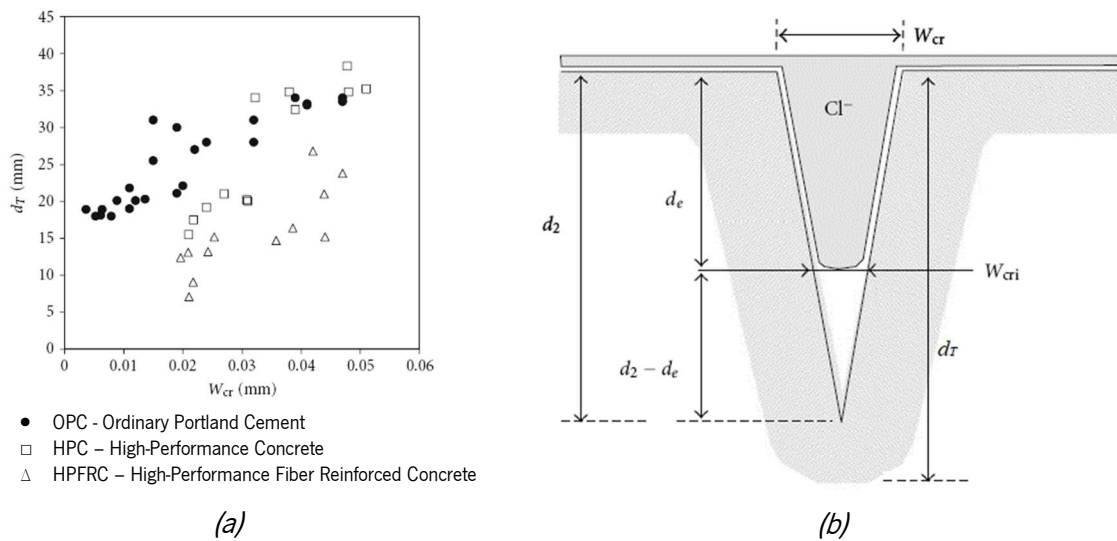 45
40
35
30
25
20
15
10
5
0
d_T (mm)
0 0.01 0.02 0.03 0.04 0.05 0.06
W_cr (mm)
● OPC - Ordinary Portland Cement
□ HPC – High-Performance Concrete
△ HPFRC – High-Performance Fiber Reinforced Concrete
(a)
W_cr
Cl⁻
d_e
d_2
W_cri
d_2 − d_e
d_T
(b)